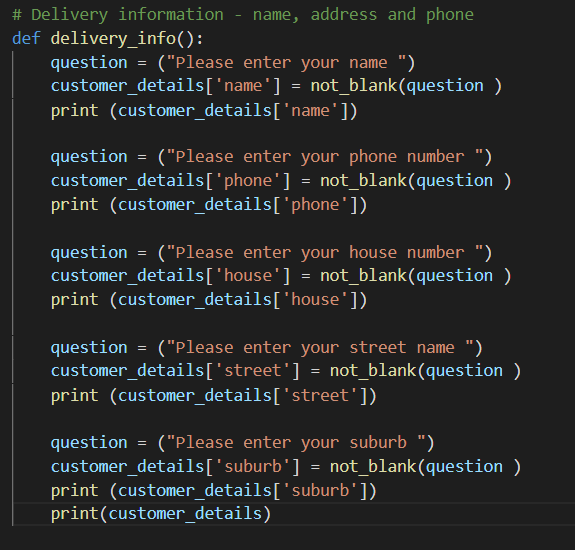 # Delivery information - name, address and phone
def delivery_info():
    question = ("Please enter your name ")
    customer_details['name'] = not_blank(question )
    print (customer_details['name'])
    question = ("Please enter your phone number ")
    customer_details['phone'] = not_blank(question )
    print (customer_details['phone'])
    question = ("Please enter your house number ")
    customer_details['house'] = not_blank(question )
    print (customer_details['house'])
    question = ("Please enter your street name ")
    customer_details['street'] = not_blank(question )
    print (customer_details['street'])
    question = ("Please enter your suburb ")
    customer_details['suburb'] = not_blank(question )
    print (customer_details['suburb'])
    print(customer_details)